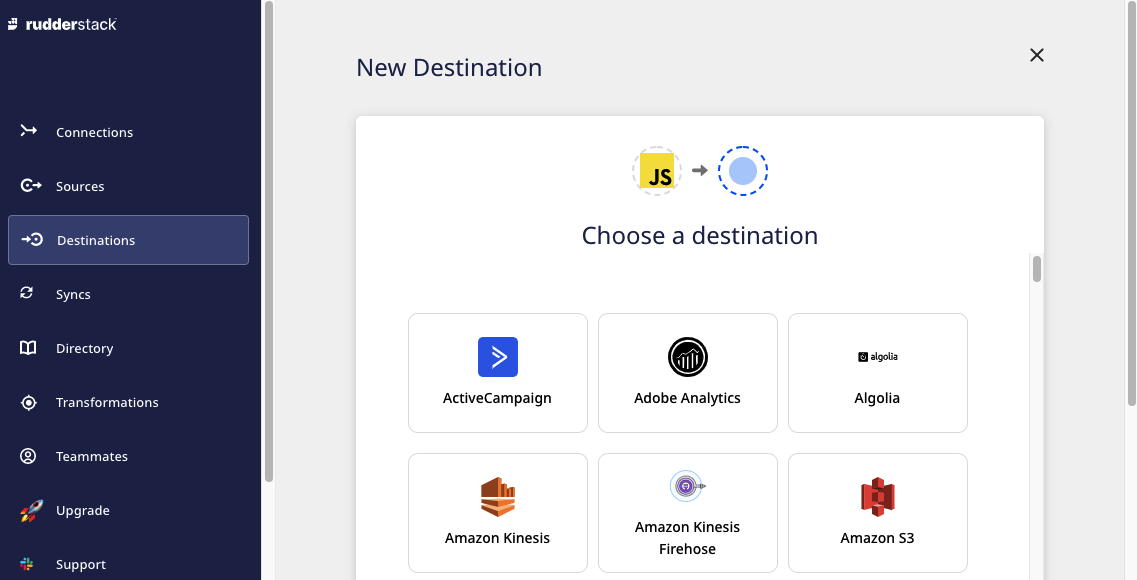 rudderstack
Connections
Sources
Destinations
Syncs
Directory
Transformations
Teammates
Upgrade
Support
New Destination
JS
Choose a destination
ActiveCampaign
Adobe Analytics
algolia
Algolia
Amazon Kinesis
Amazon Kinesis
Firehose
Amazon S3